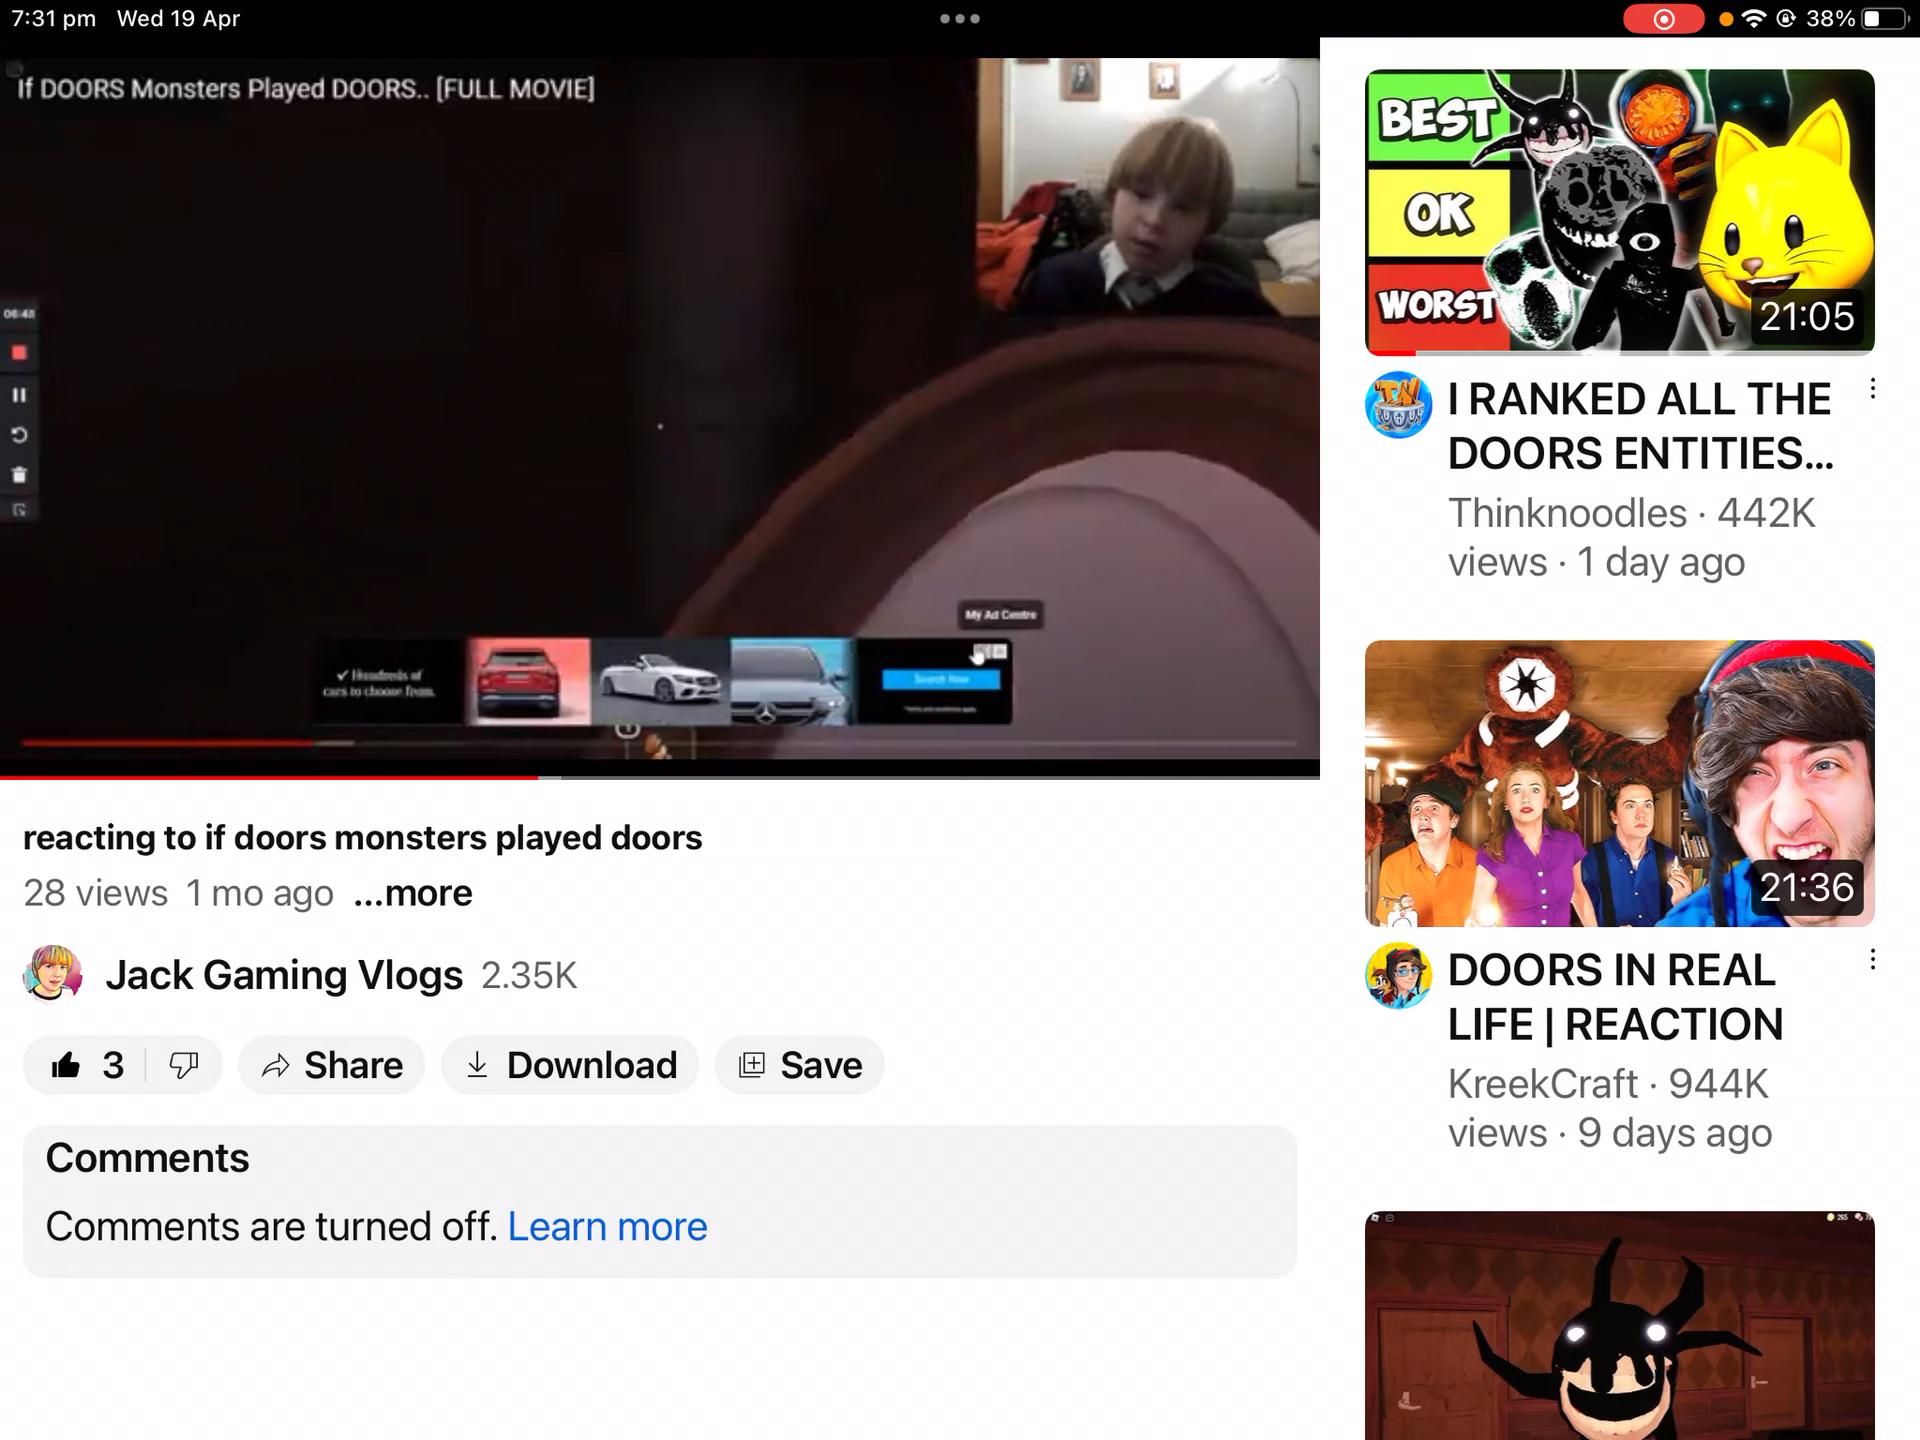 7:31 pm Wed 19 Apr
38%
If DOORS Monsters Played DOORS.. [FULL MOVIE]
My Ad Centre
✓ Hundreds of
cars to choose from.
Search Now
reacting to if doors monsters played doors
28 views 1 mo ago ...more
Jack Gaming Vlogs 2.35K
3
Share
Download
Save
Comments
Comments are turned off. Learn more
BEST
OK
WORST
21:05
I RANKED ALL THE
DOORS ENTITIES...
Thinknoodles · 442K
views · 1 day ago
21:36
DOORS IN REAL
LIFE | REACTION
KreekCraft · 944K
views · 9 days ago
265